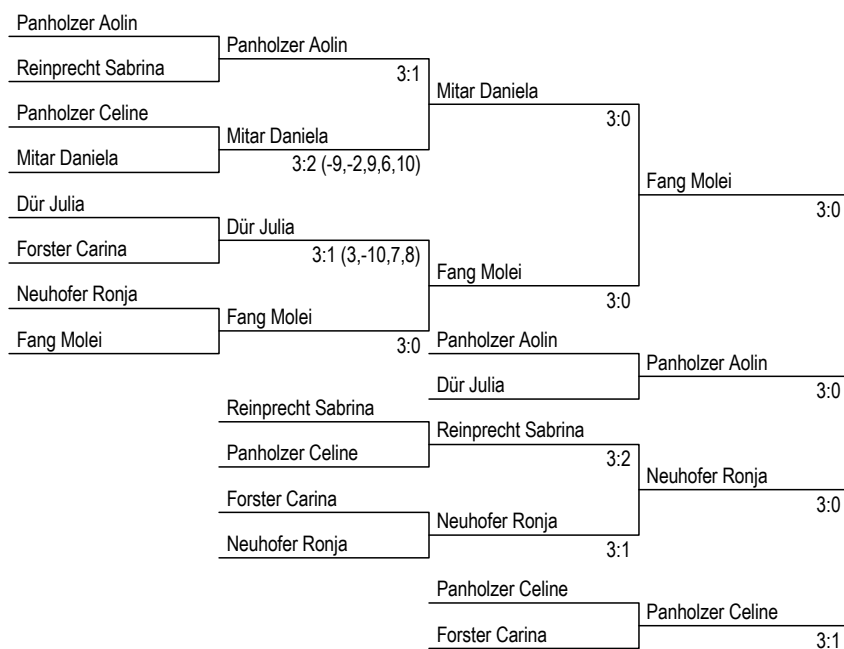 Panholzer Aolin
Panholzer Aolin
Reinprecht Sabrina
3:1
Mitar Daniela
Panholzer Celine
3:0
Mitar Daniela
Mitar Daniela
3:2 (-9,-2,9,6,10)
Fang Molei
Dür Julia
3:0
Dür Julia
Forster Carina
3:1 (3,-10,7,8)
Fang Molei
Neuhofer Ronja
3:0
Fang Molei
Fang Molei
3:0
Panholzer Aolin
Panholzer Aolin
Dür Julia
3:0
Reinprecht Sabrina
Reinprecht Sabrina
Panholzer Celine
3:2
Neuhofer Ronja
Forster Carina
3:0
Neuhofer Ronja
Neuhofer Ronja
3:1
Panholzer Celine
Panholzer Celine
Forster Carina
3:1